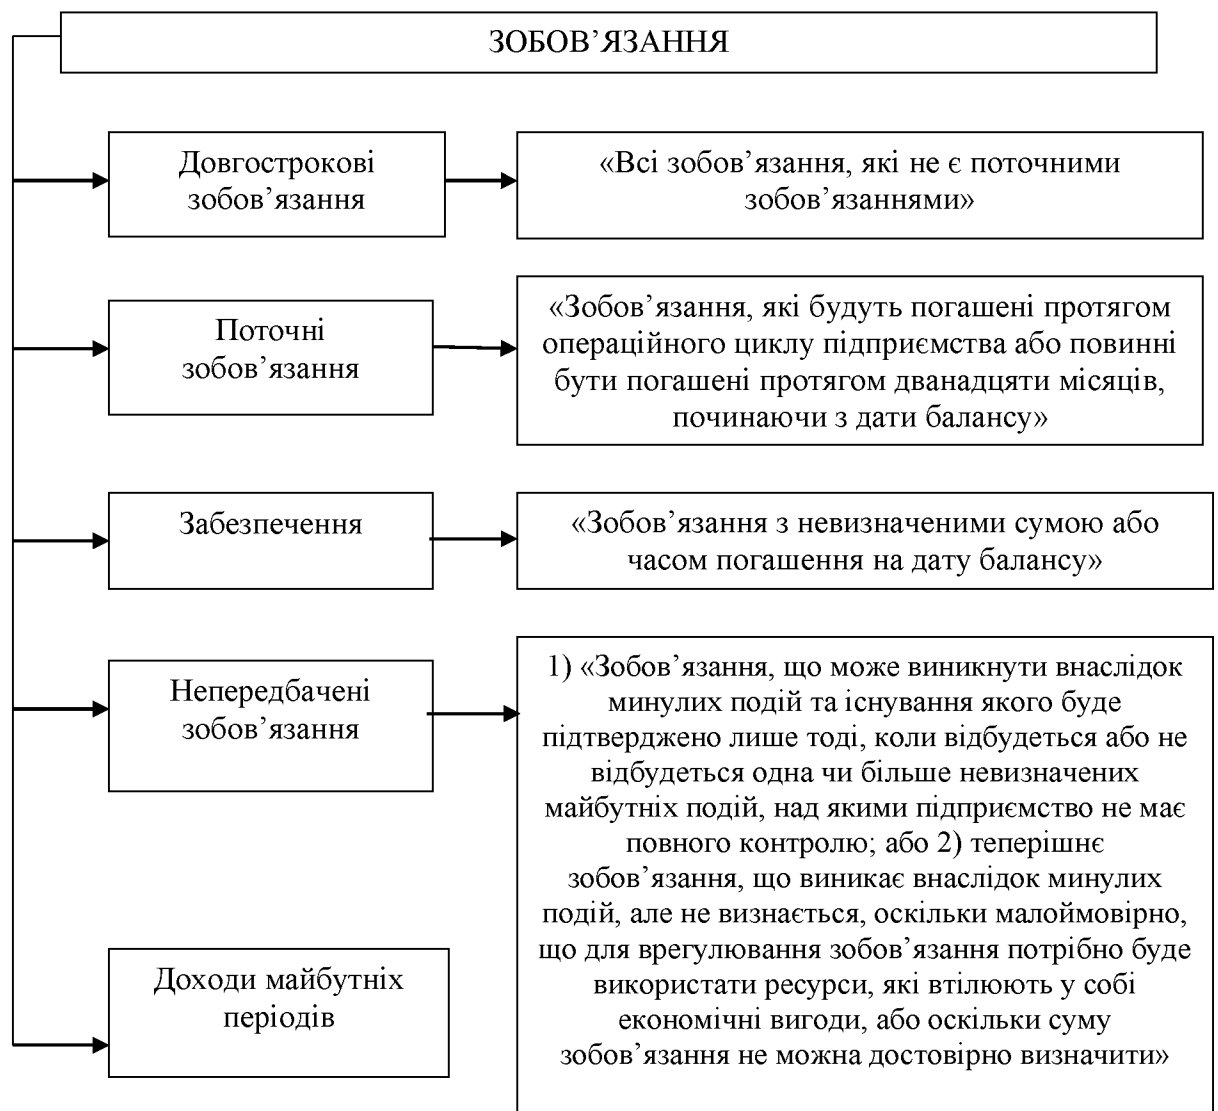 ЗОБОВ’ЯЗАННЯ
Довгострокові
зобов’язання
«Всі зобов’язання, які не є поточними
зобов’язаннями»
Поточні
зобов’язання
«Зобов’язання, які будуть погашені протягом
операційного циклу підприємства або повинні
бути погашені протягом дванадцяти місяців,
починаючи з дати балансу»
Забезпечення
«Зобов’язання з невизначеними сумою або
часом погашення на дату балансу»
Непередбачені
зобов’язання
1) «Зобов’язання, що може виникнути внаслідок
минулих подій та існування якого буде
підтверджено лише тоді, коли відбудеться або не
відбудеться одна чи більше невизначених
майбутніх подій, над якими підприємство не має
повного контролю; або 2) теперішнє
зобов’язання, що виникає внаслідок минулих
подій, але не визнається, оскільки малоймовірно,
що для врегулювання зобов’язання потрібно буде
використати ресурси, які втілюють у собі
економічні вигоди, або оскільки суму
зобов’язання не можна достовірно визначити»
Доходи майбутніх
періодів